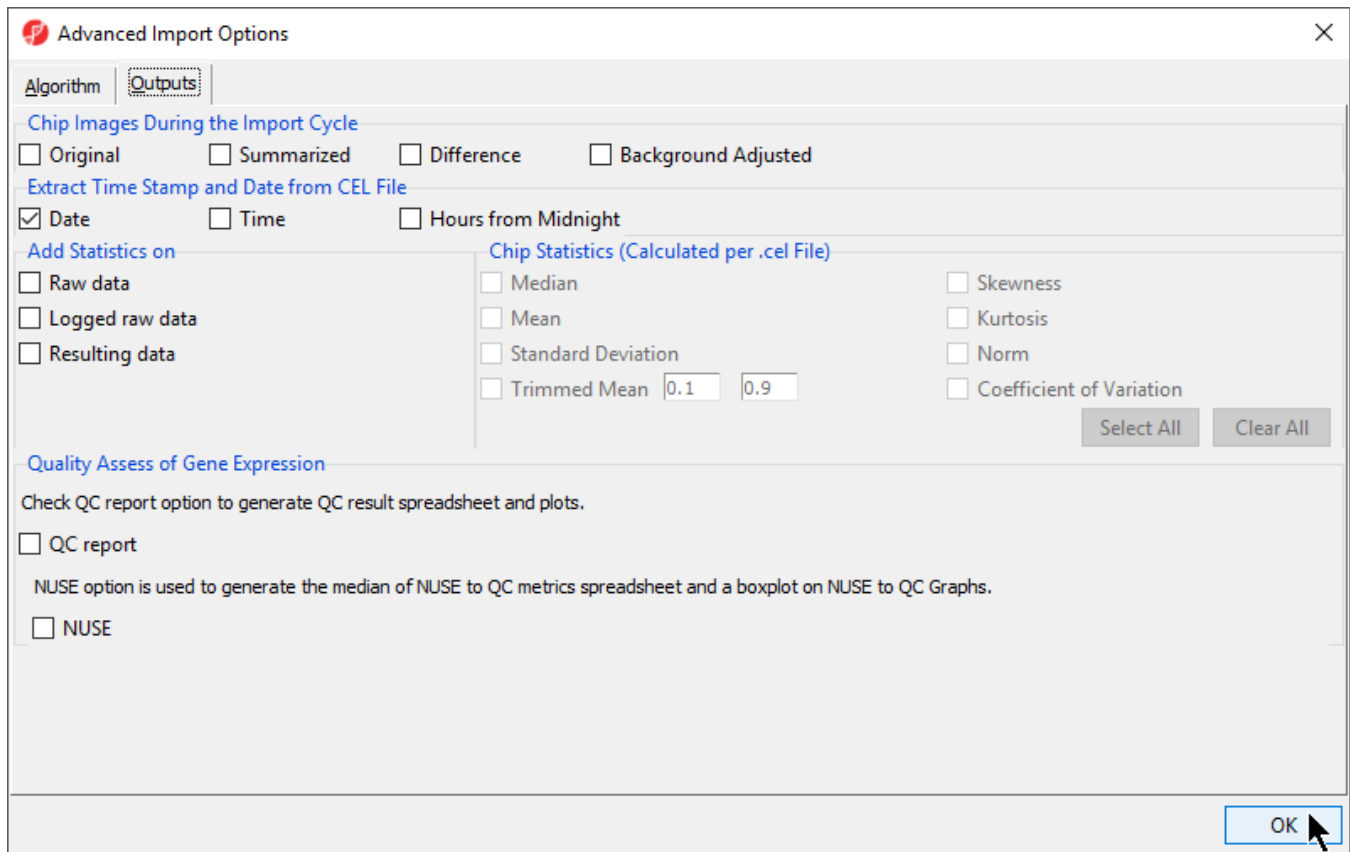 Advanced Import Options
Algorithm Outputs
Chip Images During the Import Cycle
Original Summarized Difference Background Adjusted
Extract Time Stamp and Date from CEL File
Date Time Hours from Midnight
Add Statistics on Chip Statistics (Calculated per .cel File)
Raw data Median Skewness
Logged raw data Mean Kurtosis
Resulting data Standard Deviation Norm
Trimmed Mean 0.1 0.9 Coefficient of Variation
Select All Clear All
Quality Assess of Gene Expression
Check QC report option to generate QC result spreadsheet and plots.
QC report
NUSE option is used to generate the median of NUSE to QC metrics spreadsheet and a boxplot on NUSE to QC Graphs.
NUSE
OK